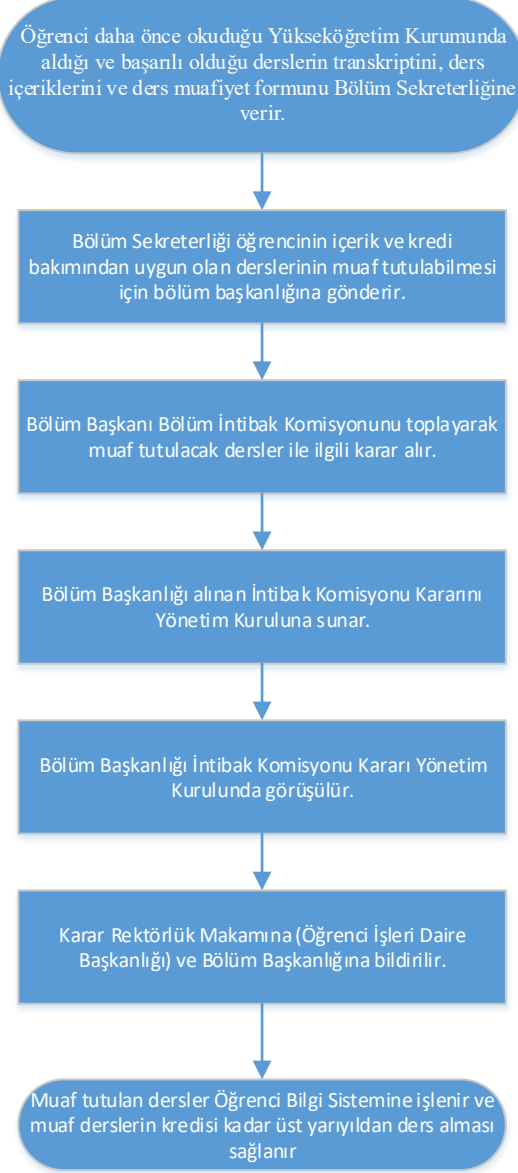 Öğrenci daha önce okuduğu Yükseköğretim Kurumunda
aldığı ve başarılı olduğu derslerin transkriptini, ders
içeriklerini ve ders muafiyet formunu Bölüm Sekreterliğine
verir.
Bölüm Sekreterliği öğrencinin içerik ve kredi
bakımından uygun olan derslerinin muaf tutulabilmesi
için bölüm başkanlığına gönderir.
Bölüm Başkanı Bölüm İntibak Komisyonunu toplayarak
muaf tutulacak dersler ile ilgili karar alır.
Bölüm Başkanlığı alınan İntibak Komisyonu Kararını
Yönetim Kuruluna sunar.
Bölüm Başkanlığı İntibak Komisyonu Kararı Yönetim
Kurulunda görüşülür.
Karar Rektörlük Makamına (Öğrenci İşleri Daire
Başkanlığı) ve Bölüm Başkanlığına bildirilir.
Muaf tutulan dersler Öğrenci Bilgi Sistemine işlenir ve
muaf derslerin kredisi kadar üst yarıyıldan ders alması
sağlanır